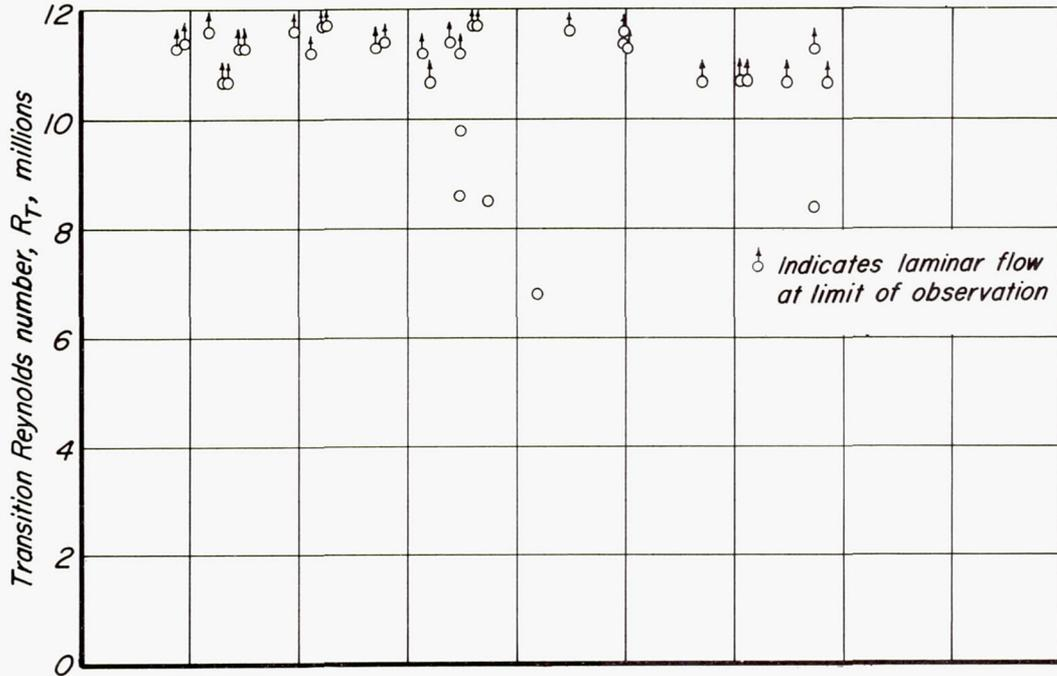 Transition Reynolds number, R_T, millions
12
10
8
6
4
2
0
Indicates laminar flow
at limit of observation